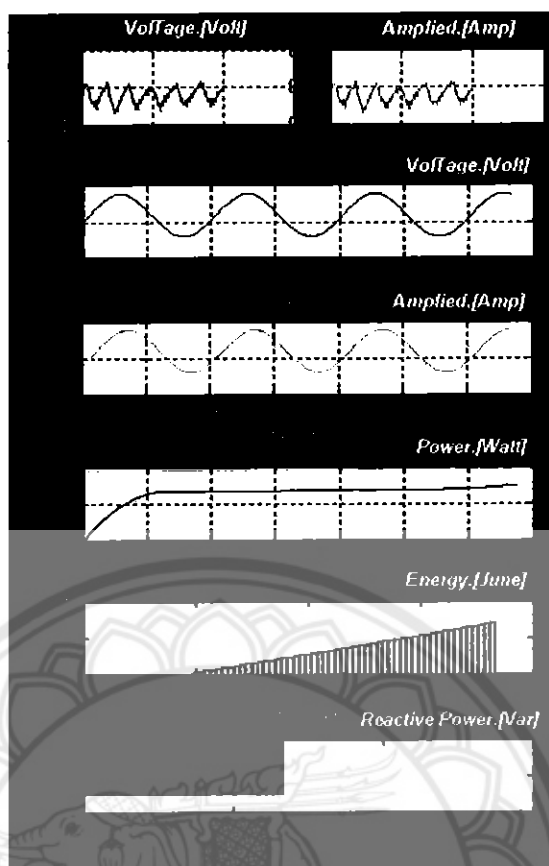 VolTage.[Volt]
Amplied.[Amp]
VolTage.[Volt]
Amplied.[Amp]
Power.[Watt]
Energy.[June]
Reactive Power.[Var]